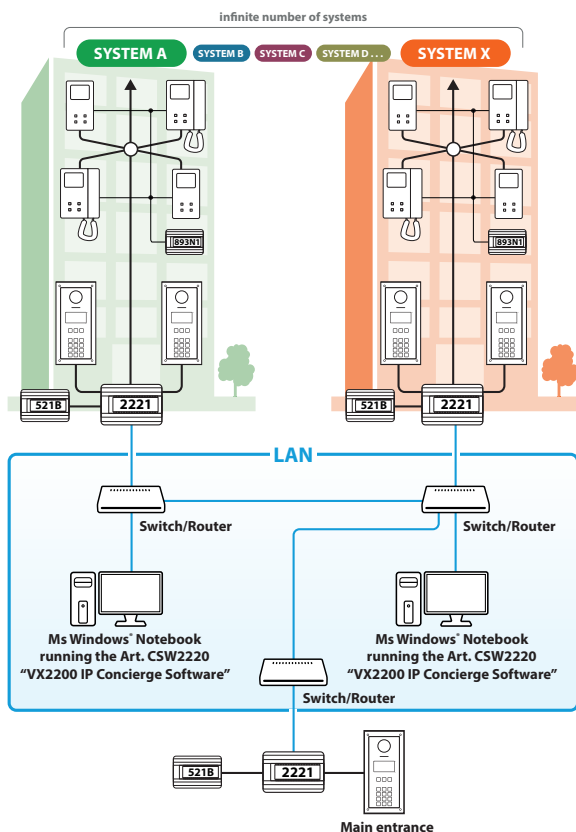 infinite number of systems
SYSTEM A
SYSTEM B
SYSTEM C
SYSTEM D...
SYSTEM X
893N1
893N1
521B
2221
521B
2221
LAN
Switch/Router
Switch/Router
Ms Windows® Notebook
running the Art. CSW2220
“VX2200 IP Concierge Software”
Ms Windows® Notebook
running the Art. CSW2220
“VX2200 IP Concierge Software”
Switch/Router
521B
2221
Main entrance